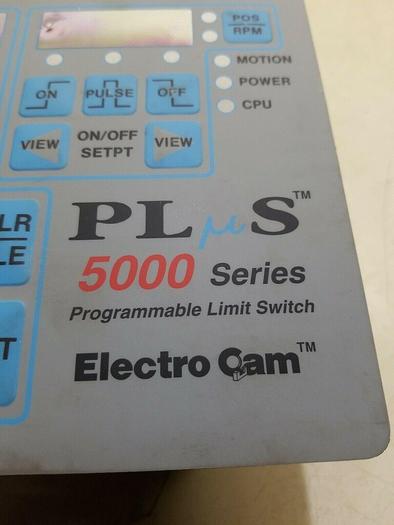 POS
RPM
MOTION
POWER
CPU
ON PULSE OFF
VIEW ON/OFF SETPT VIEW
LR
LE
T
PLµS™
5000 Series
Programmable Limit Switch
Electro Cam™